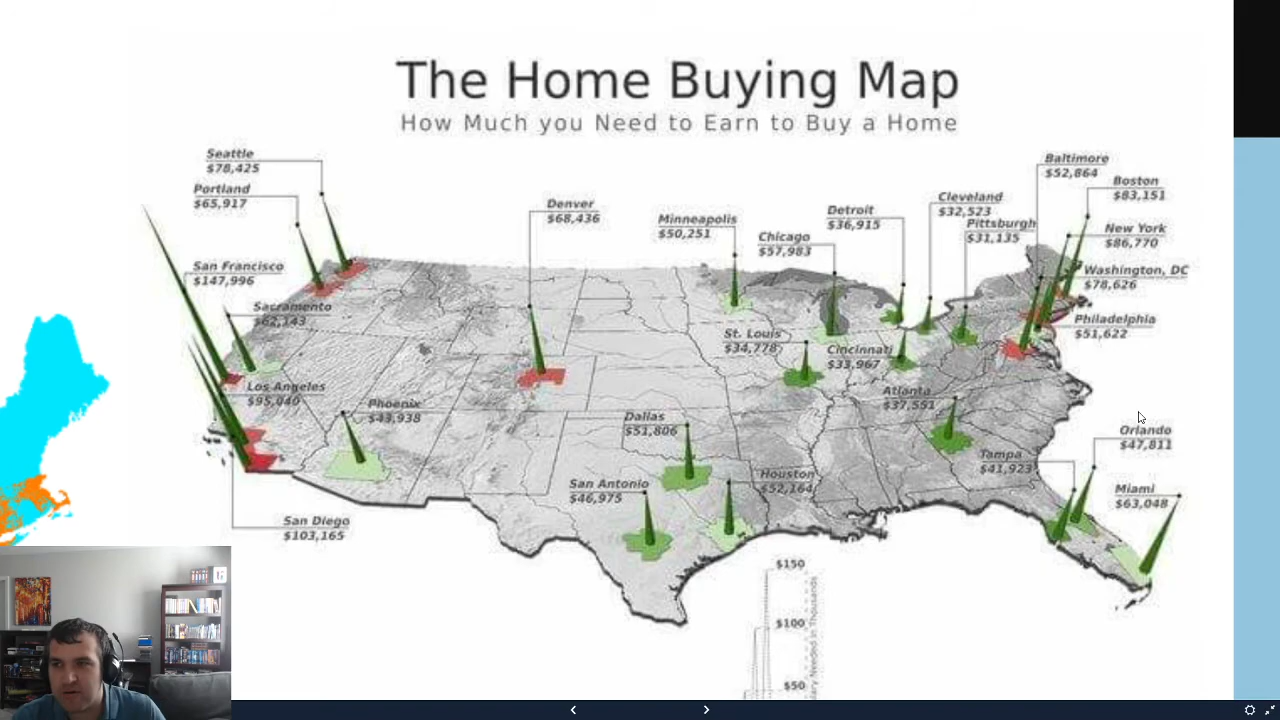 The Home Buying Map
How Much you Need to Earn to Buy a Home
Seattle
$78,425
Portland
$65,917
San Francisco
$147,996
Sacramento
$62,143
Los Angeles
$95,040
Phoenix
$43,938
San Diego
$103,165
Denver
$68,436
Minneapolis
$50,251
Chicago
$57,983
Detroit
$36,915
Cleveland
$32,523
Pittsburgh
$31,135
Baltimore
$52,864
Boston
$83,151
New York
$86,770
Washington, DC
$78,626
Philadelphia
$51,622
St. Louis
$34,778
Cincinnati
$33,967
Atlanta
$37,551
Dallas
$51,806
Houston
$52,164
San Antonio
$46,975
Orlando
$47,811
Tampa
$41,923
Miami
$63,048
$150
$100
$50
Needed in Thousands